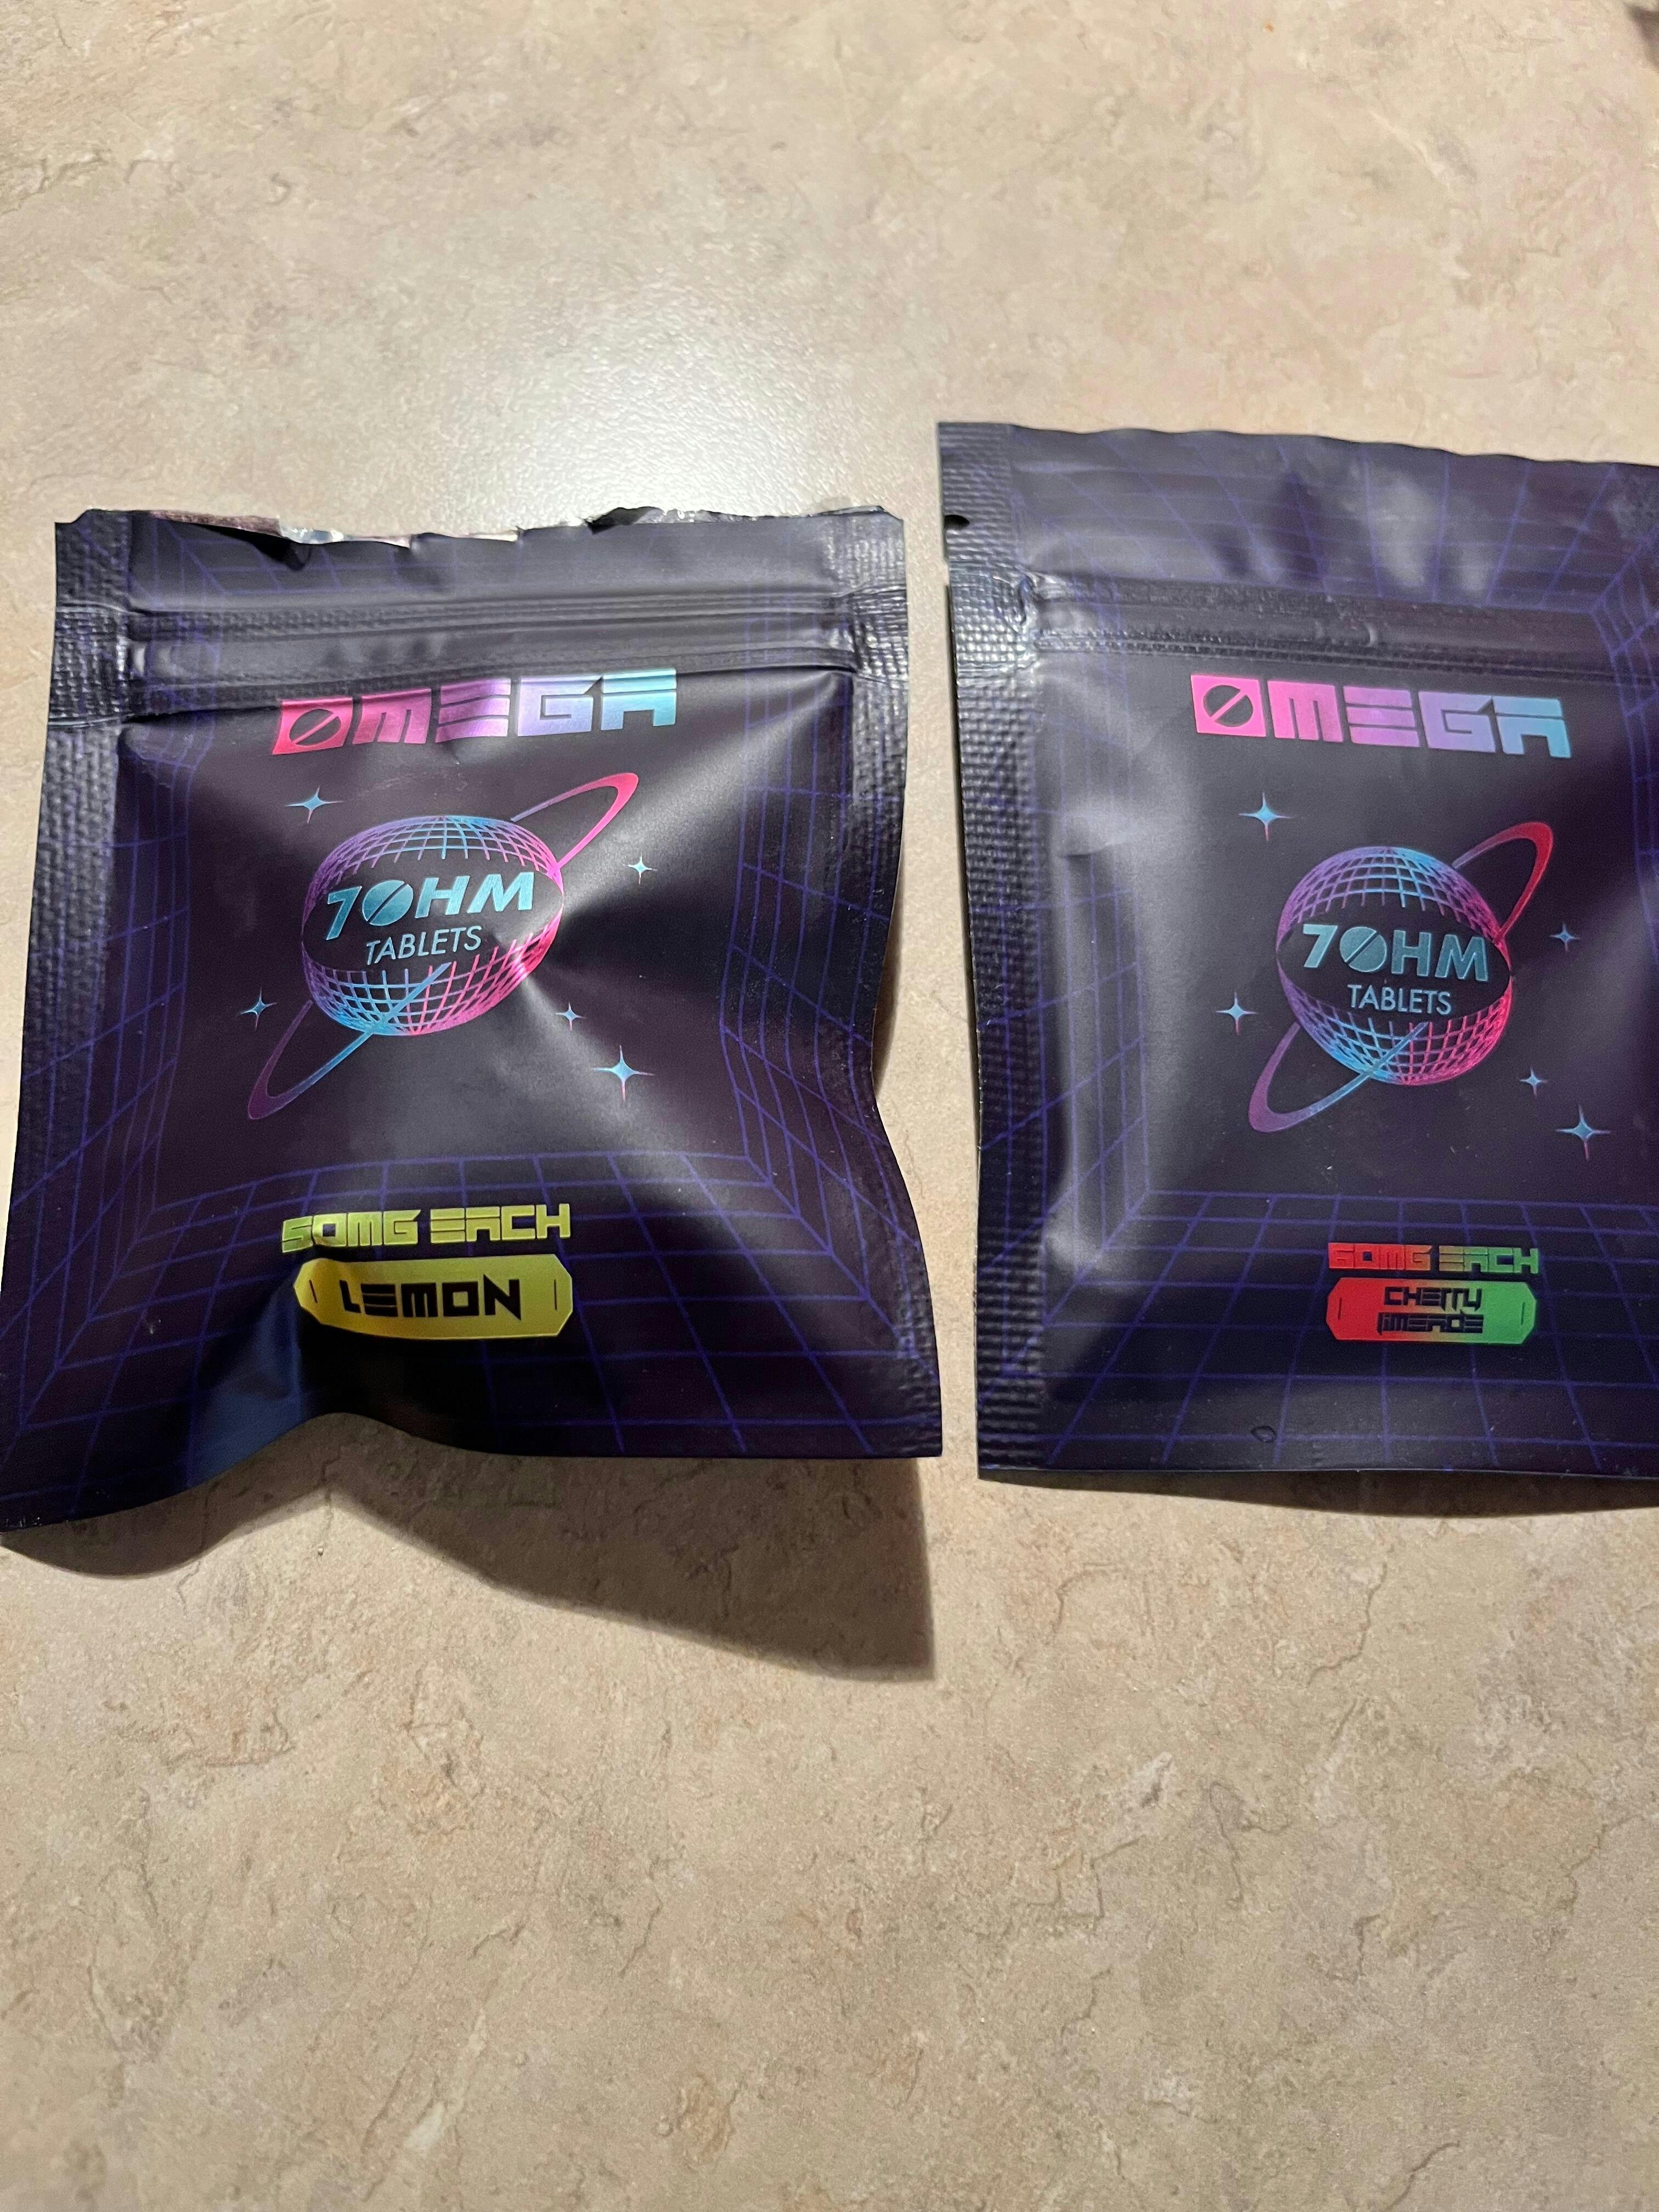 OMEGA
7OHM
TABLETS
50MG EACH
LEMON
OMEGA
7OHM
TABLETS
50MG EACH
CHERRY
LIMEADE